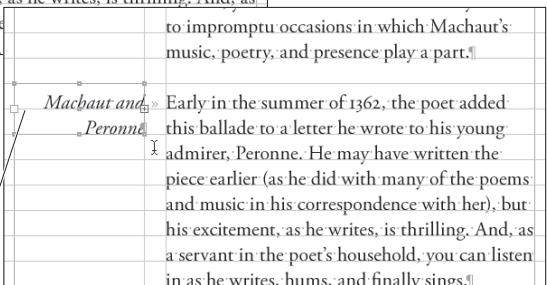 as he writes, is thrilling. And, as
to impromptu occasions in which Machaut's
music, poetry, and presence play a part.¶
Machaut and
Peronne
» Early in the summer of 1362, the poet added
this ballade to a letter he wrote to his young
admirer, Peronne. He may have written the
piece earlier (as he did with many of the poems
and music in his correspondence with her), but
his excitement, as he writes, is thrilling. And, as
a servant in the poet's household, you can listen
in as he writes, hums, and finally sings.¶